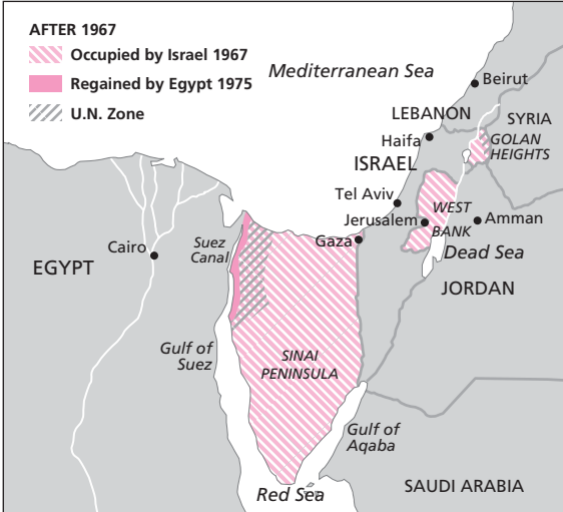 AFTER 1967
Occupied by Israel 1967
Regained by Egypt 1975
U.N. Zone
Mediterranean Sea
Beirut
LEBANON
SYRIA
Haifa
GOLAN
HEIGHTS
ISRAEL
Tel Aviv
WEST
BANK
Jerusalem
Amman
Gaza
Dead Sea
Cairo
Suez
Canal
EGYPT
JORDAN
Gulf of
Suez
SINAI
PENINSULA
Gulf of
Aqaba
Red Sea
SAUDI ARABIA